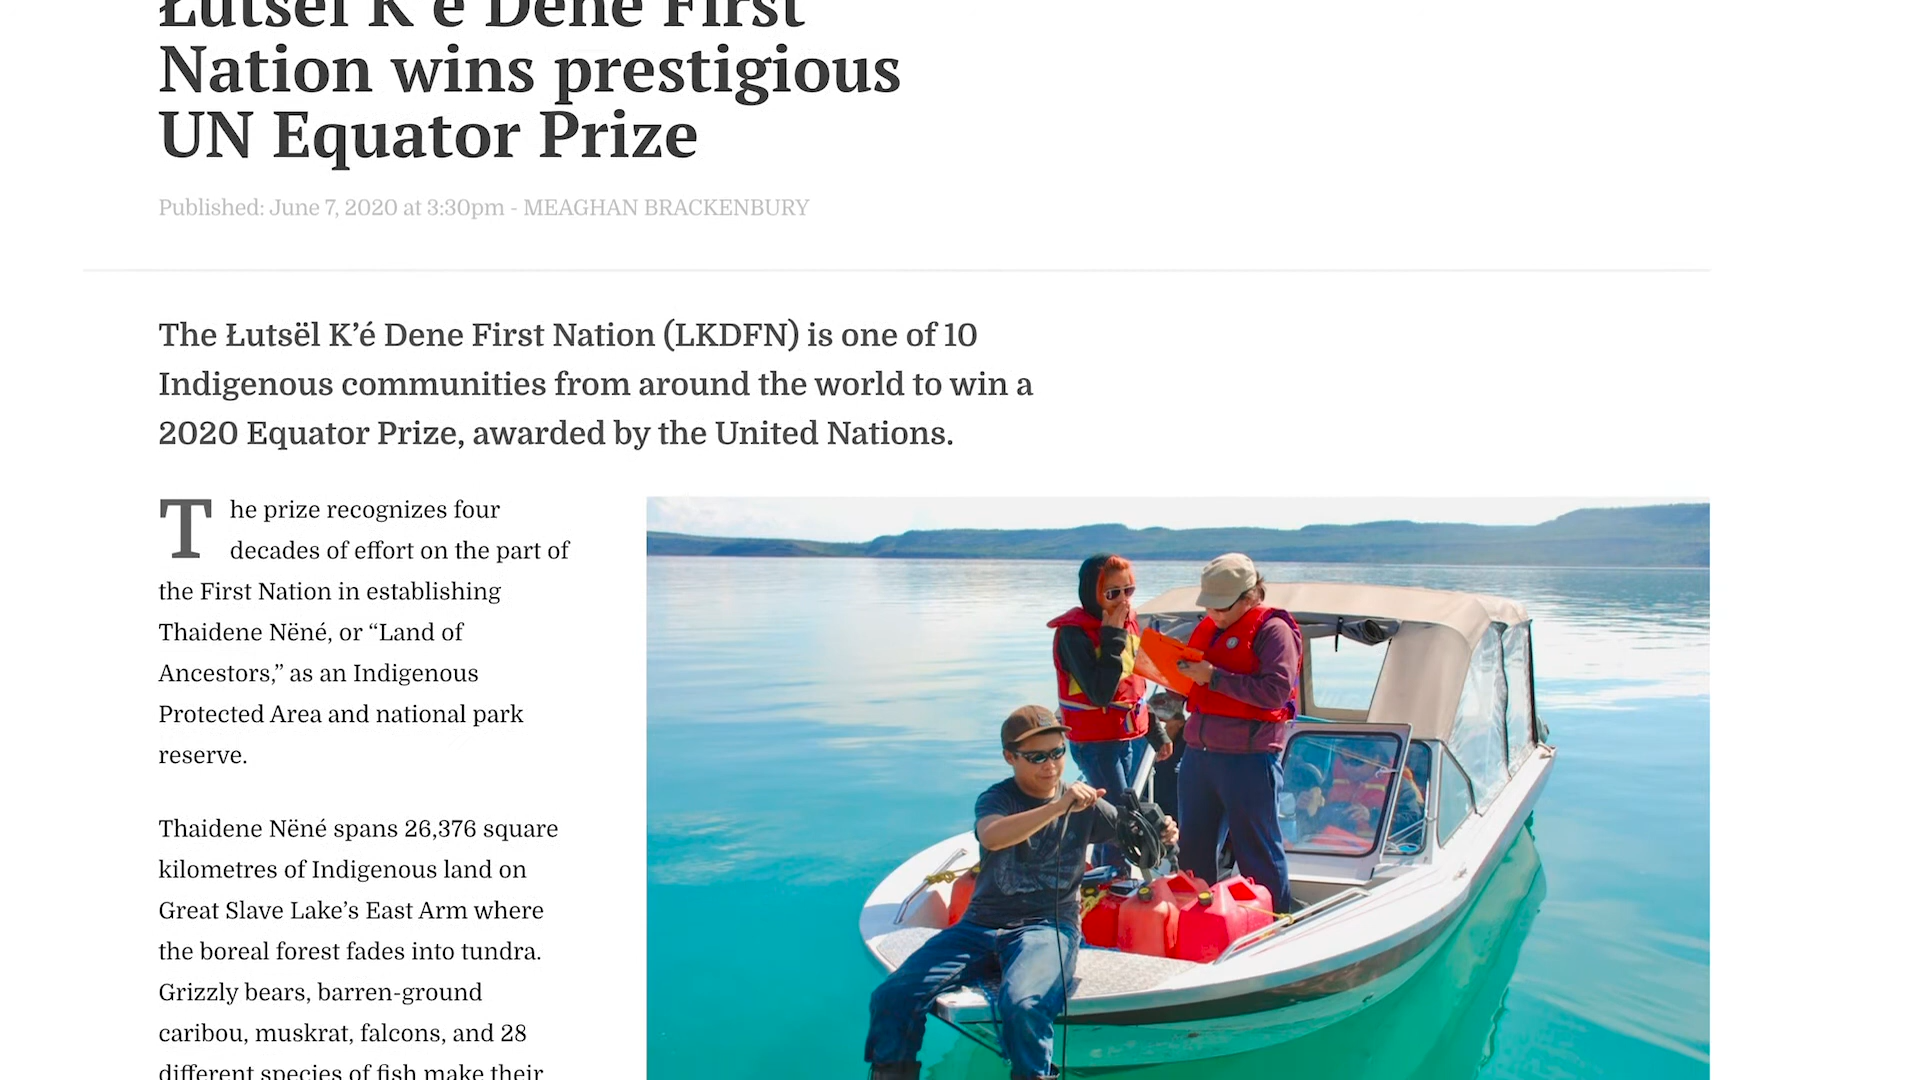 Łutsël K’é Dene First
Nation wins prestigious
UN Equator Prize
Published: June 7, 2020 at 3:30pm - MEAGHAN BRACKENBURY
The Łutsël K’é Dene First Nation (LKDFN) is one of 10
Indigenous communities from around the world to win a
2020 Equator Prize, awarded by the United Nations.
The prize recognizes four
decades of effort on the part of
the First Nation in establishing
Thaidene Nëné, or “Land of
Ancestors,” as an Indigenous
Protected Area and national park
reserve.
Thaidene Nëné spans 26,376 square
kilometres of Indigenous land on
Great Slave Lake’s East Arm where
the boreal forest fades into tundra.
Grizzly bears, barren-ground
caribou, muskrat, falcons, and 28
different species of fish make their